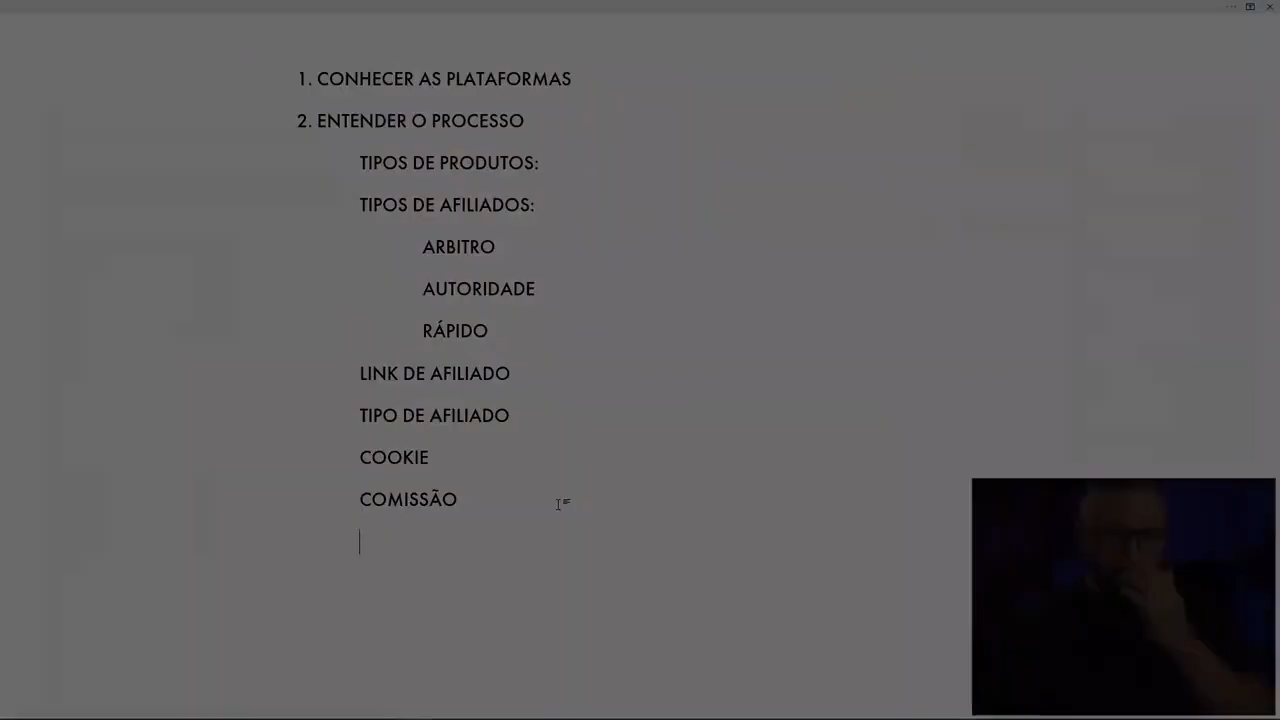 1. CONHECER AS PLATAFORMAS
2. ENTENDER O PROCESSO
TIPOS DE PRODUTOS:
TIPOS DE AFILIADOS:
ARBITRO
AUTORIDADE
RÁPIDO
LINK DE AFILIADO
TIPO DE AFILIADO
COOKIE
COMISSÃO